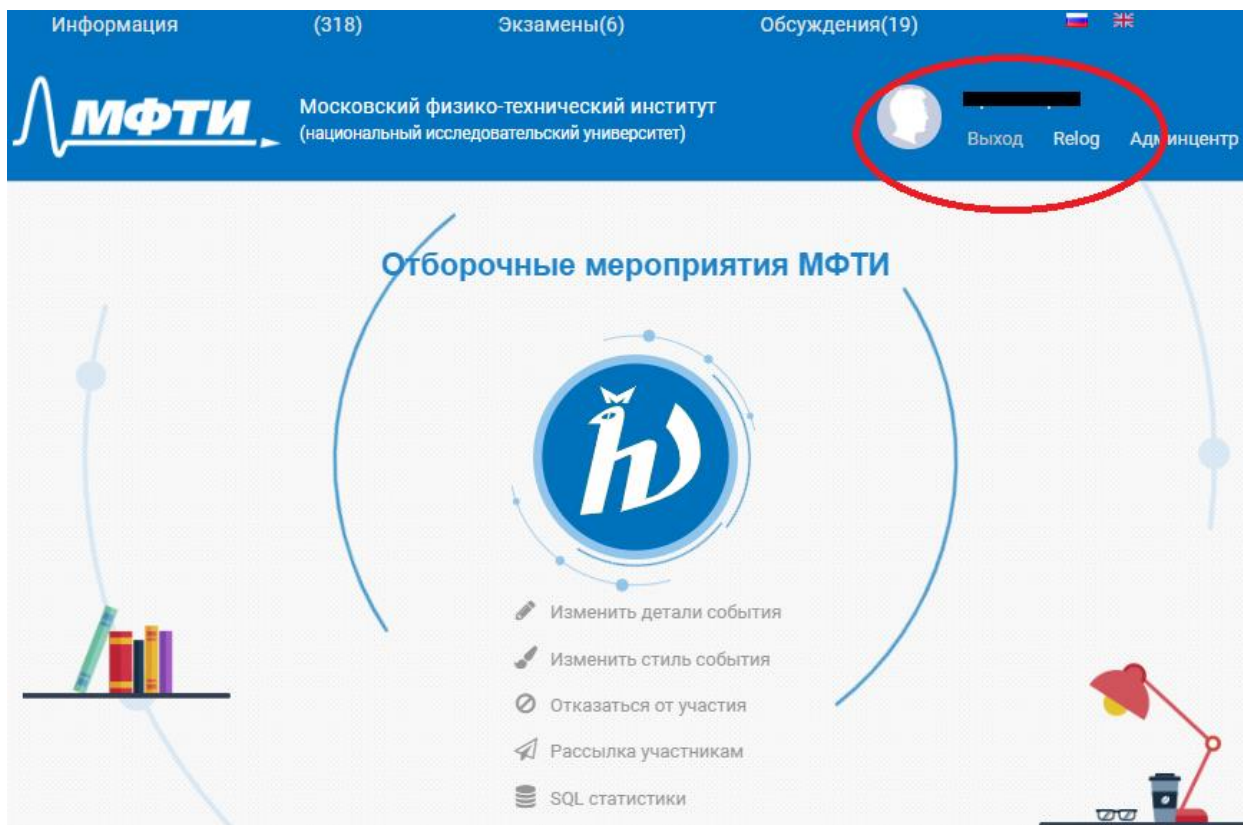 Информация (318) Экзамены(6) Обсуждения(19)
МФТИ
Московский физико-технический институт
(национальный исследовательский университет)
Выход Relog Админцентр
Отборочные мероприятия МФТИ
Изменить детали события
Изменить стиль события
Отказаться от участия
Рассылка участникам
SQL статистики